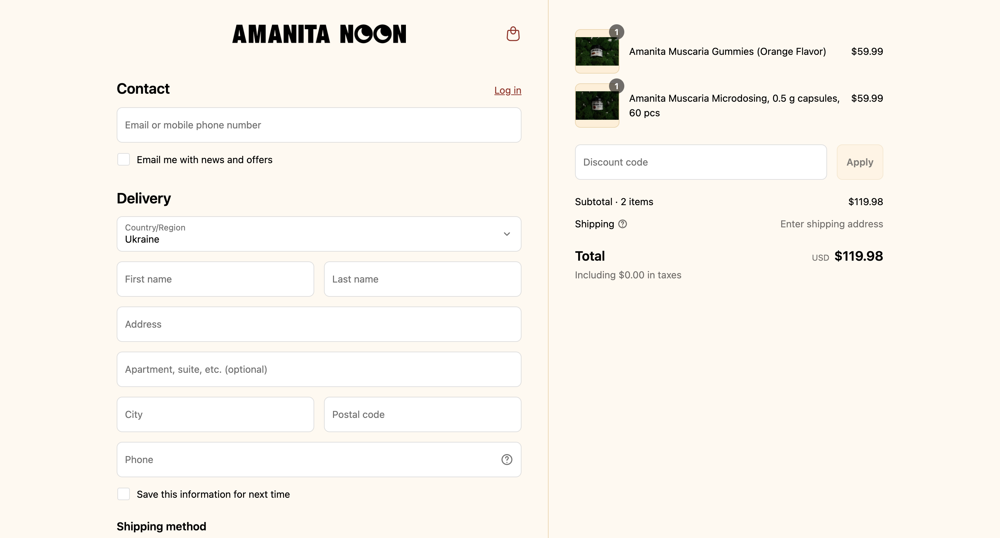 AMANITA NOON
Contact
Log in
Email or mobile phone number
Email me with news and offers
Delivery
Country/Region
Ukraine
First name
Last name
Address
Apartment, suite, etc. (optional)
City
Postal code
Phone
Save this information for next time
Shipping method
1
Amanita Muscaria Gummies (Orange Flavor)
$59.99
1
Amanita Muscaria Microdosing, 0.5 g capsules,
60 pcs
$59.99
Discount code
Apply
Subtotal · 2 items
$119.98
Shipping
Enter shipping address
Total
USD $119.98
Including $0.00 in taxes